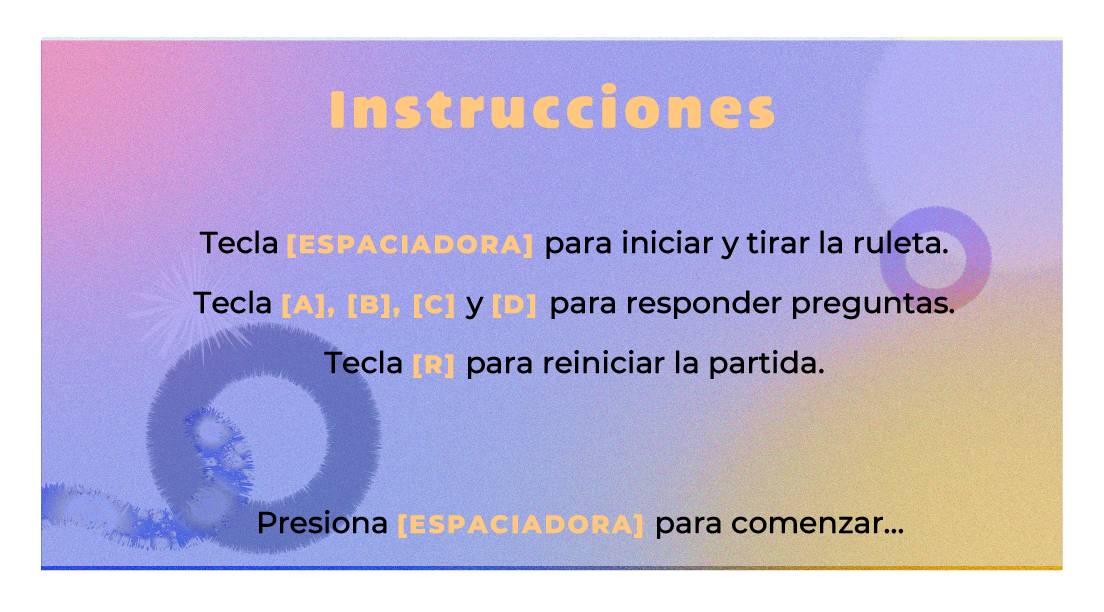 Instrucciones
Tecla [ESPACIADORA] para iniciar y tirar la ruleta.
Tecla [A], [B], [C] y [D] para responder preguntas.
Tecla [R] para reiniciar la partida.
Presiona [ESPACIADORA] para comenzar...